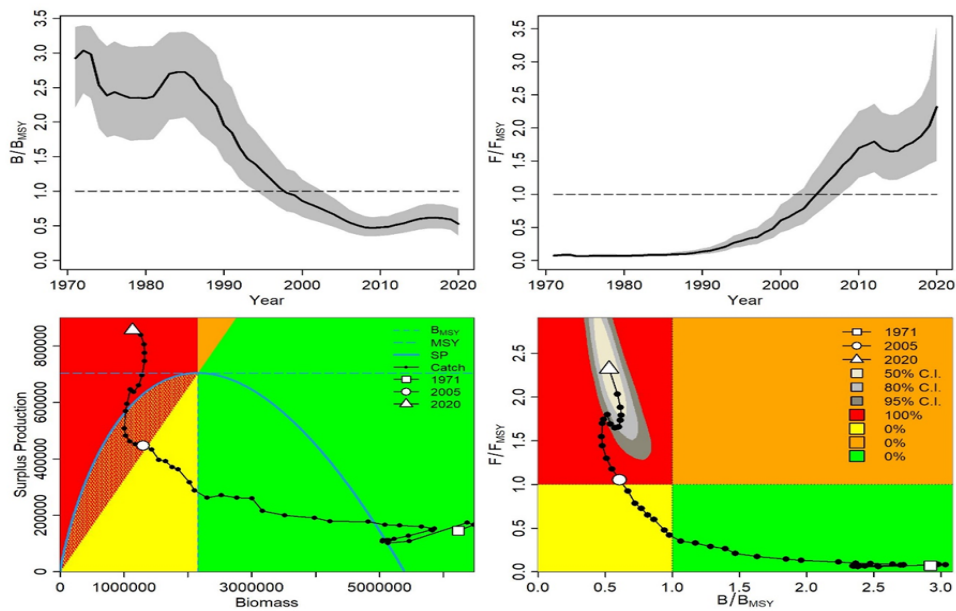 3.5
3.0
2.5
2.0
1.5
1.0
0.5
0.0
B/BMSY
1970 1980 1990 2000 2010 2020
Year
3.5
3.0
2.5
2.0
1.5
1.0
0.5
0.0
F/FMSY
1970 1980 1990 2000 2010 2020
Year
800000
600000
400000
200000
0
Surplus Production
BMSY
MSY
SP
Catch
1971
2005
2020
0 1000000 3000000 5000000
Biomass
2.5
2.0
1.5
1.0
0.5
0.0
F/FMSY
1971
2005
2020
50% C.I.
80% C.I.
95% C.I.
100%
0%
0%
0%
0.0 0.5 1.0 1.5 2.0 2.5 3.0
B/BMSY